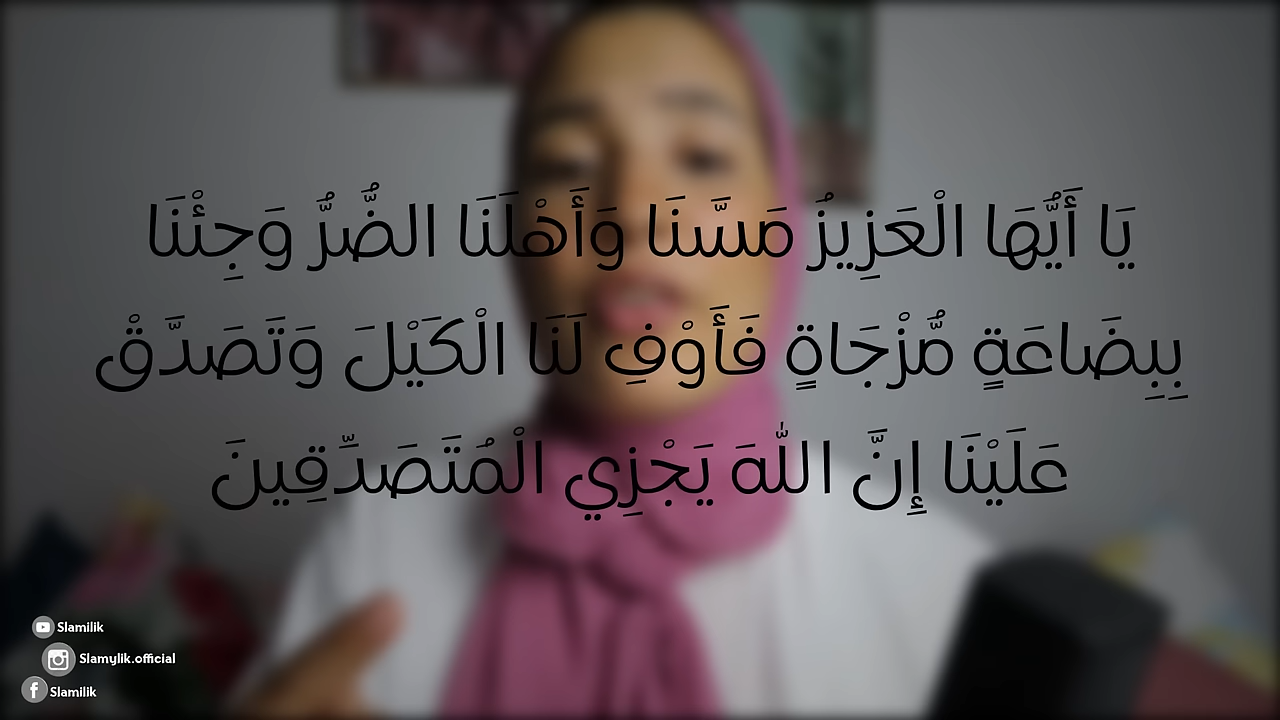 يَا أَيُّهَا الْعَزِيزُ مَسَّنَا وَأَهْلَنَا الضُّرُّ وَجِئْنَا
بِبِضَاعَةٍ مُّزْجَاةٍ فَأَوْفِ لَنَا الْكَيْلَ وَتَصَدَّقْ
عَلَيْنَا إِنَّ اللَّهَ يَجْزِي الْمُتَصَدِّقِينَ
Slamilik
Slamylik.official
Slamilik